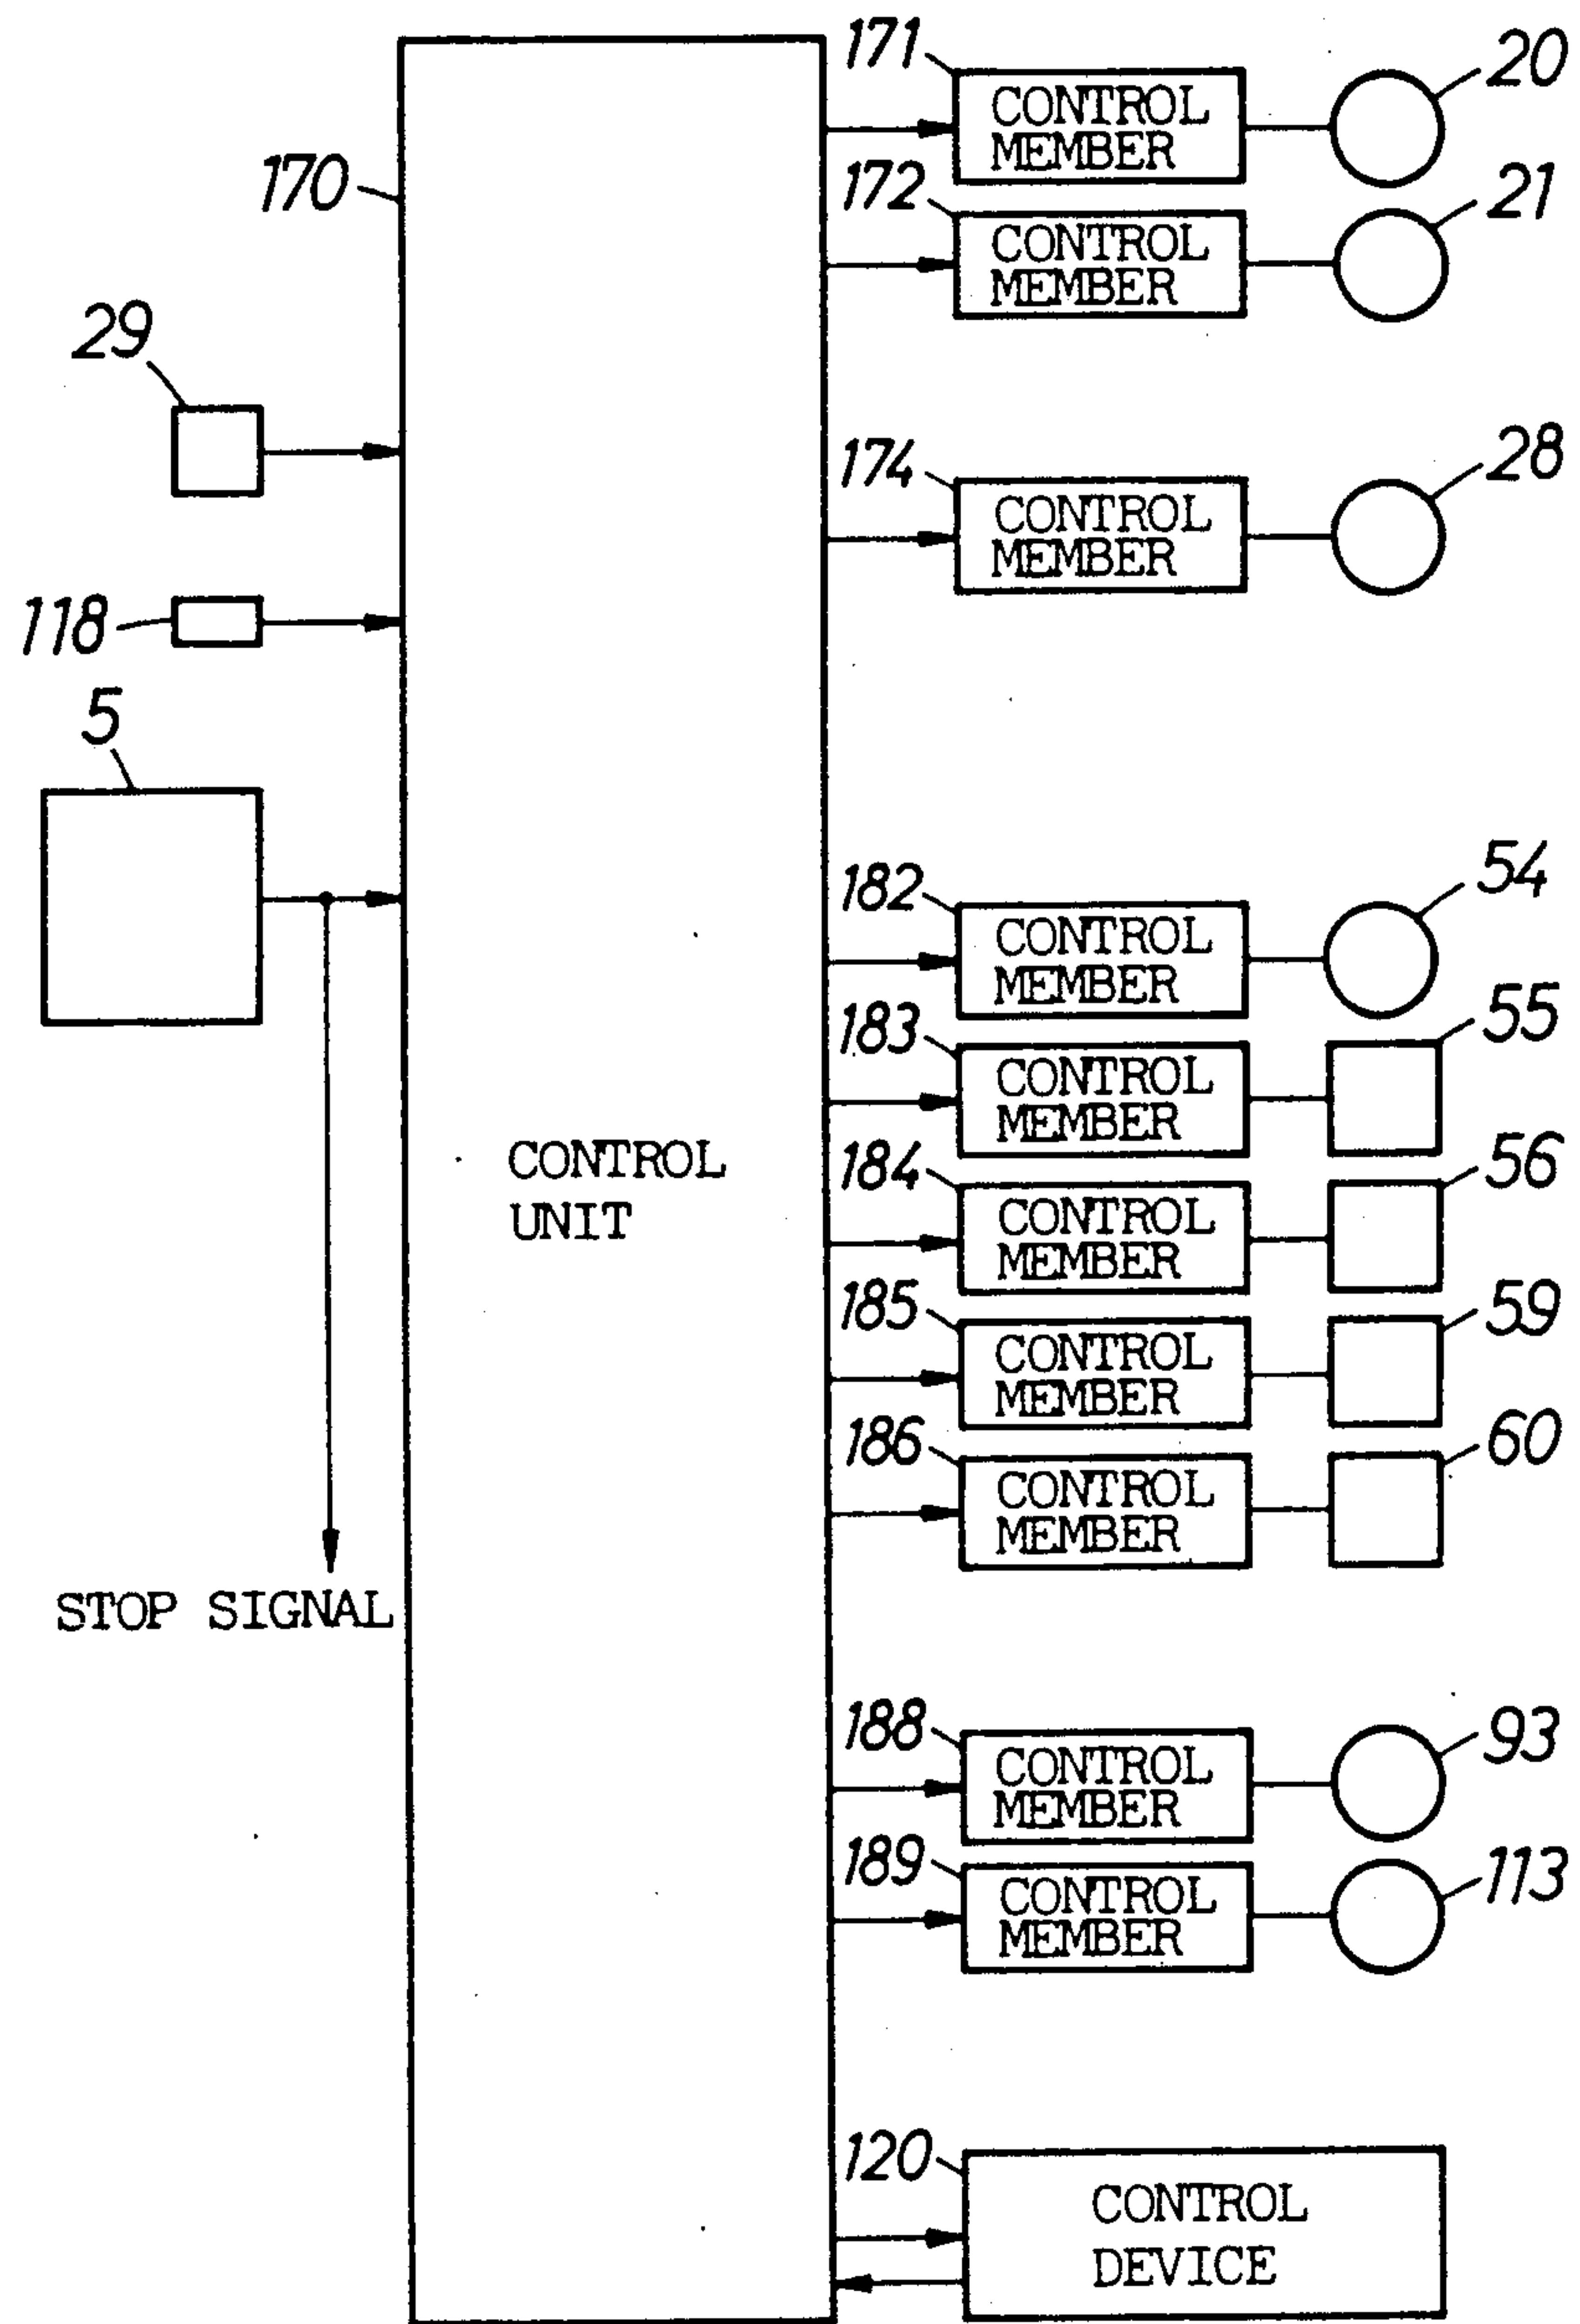 171
CONTROL
MEMBER
20
170
172
CONTROL
MEMBER
21
29
174
CONTROL
MEMBER
28
118
5
182
CONTROL
MEMBER
54
183
CONTROL
MEMBER
55
CONTROL
UNIT
184
CONTROL
MEMBER
56
185
CONTROL
MEMBER
59
186
CONTROL
MEMBER
60
STOP SIGNAL
188
CONTROL
MEMBER
93
189
CONTROL
MEMBER
113
120
CONTROL
DEVICE